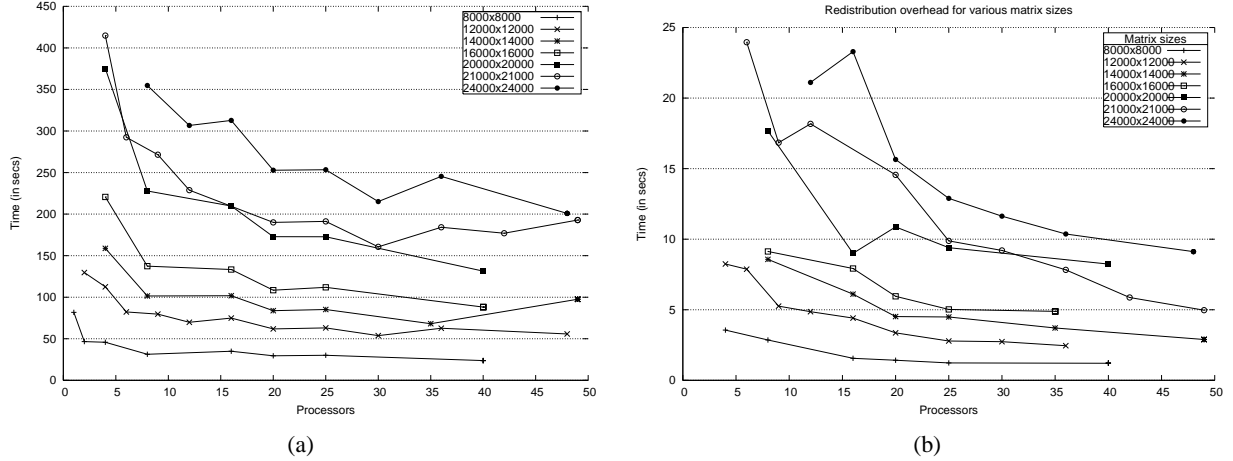 450
400
350
300
250
200
150
100
50
0
Time (in secs)
0 5 10 15 20 25 30 35 40 45 50
Processors
8000x8000
12000x12000
14000x14000
16000x16000
20000x20000
21000x21000
24000x24000
(a)
Redistribution overhead for various matrix sizes
25
20
15
10
5
0
Time (in secs)
0 5 10 15 20 25 30 35 40 45 50
Processors
Matrix sizes
8000x8000
12000x12000
14000x14000
16000x16000
20000x20000
21000x21000
24000x24000
(b)